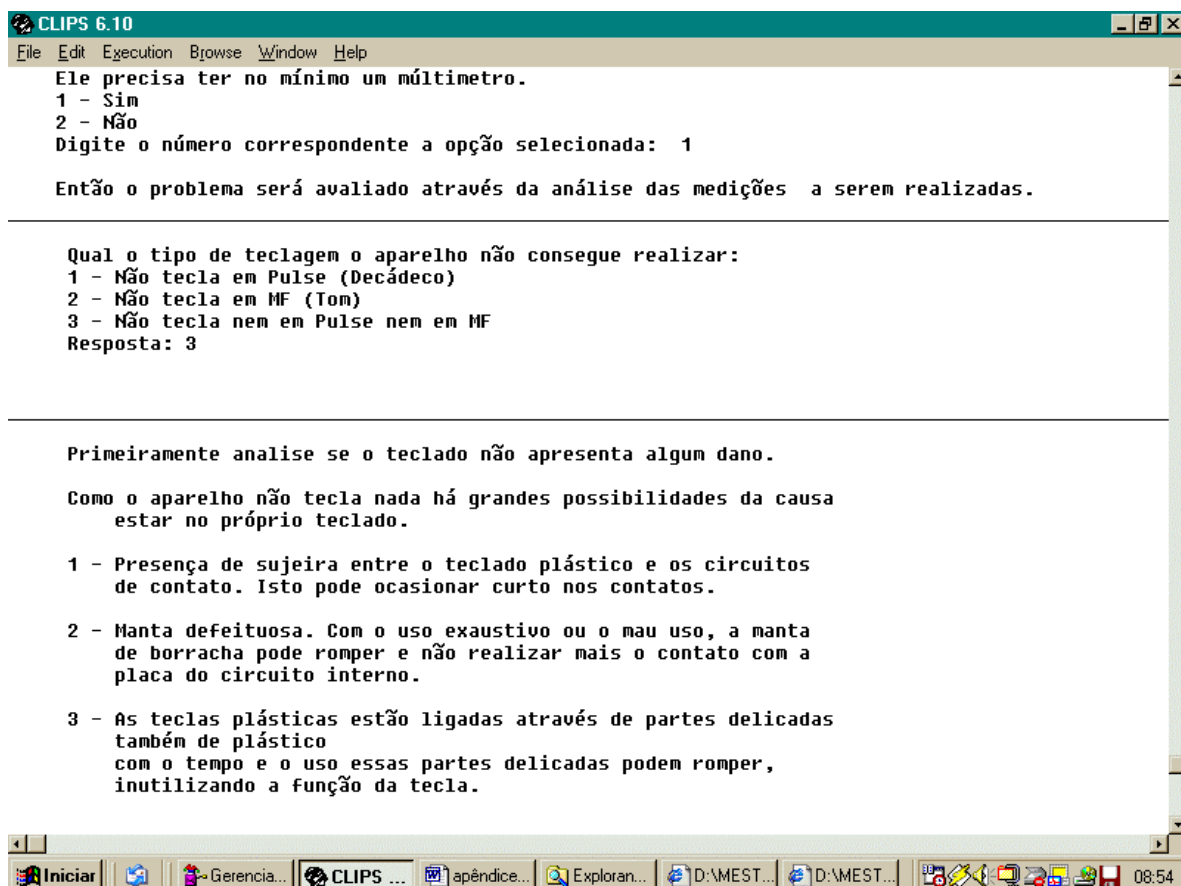 CLIPS 6.10
File Edit Execution Browse Window Help
Ele precisa ter no mínimo um múltimetro.
1 - Sim
2 - Não
Digite o número correspondente a opção selecionada: 1
Então o problema será avaliado através da análise das medições a serem realizadas.
Qual o tipo de teclagem o aparelho não consegue realizar:
1 - Não tecla em Pulse (Decádeco)
2 - Não tecla em MF (Tom)
3 - Não tecla nem em Pulse nem em MF
Resposta: 3
Primeiramente analise se o teclado não apresenta algum dano.
Como o aparelho não tecla nada há grandes possibilidades da causa
estar no próprio teclado.
1 - Presença de sujeira entre o teclado plástico e os circuitos
de contato. Isto pode ocasionar curto nos contatos.
2 - Manta defeituosa. Com o uso exaustivo ou o mau uso, a manta
de borracha pode romper e não realizar mais o contato com a
placa do circuito interno.
3 - As teclas plásticas estão ligadas através de partes delicadas
também de plástico
com o tempo e o uso essas partes delicadas podem romper,
inutilizando a função da tecla.
Iniciar Gerencia... CLIPS ... apêndice... Exploran... D:\MEST... D:\MEST... 08:54